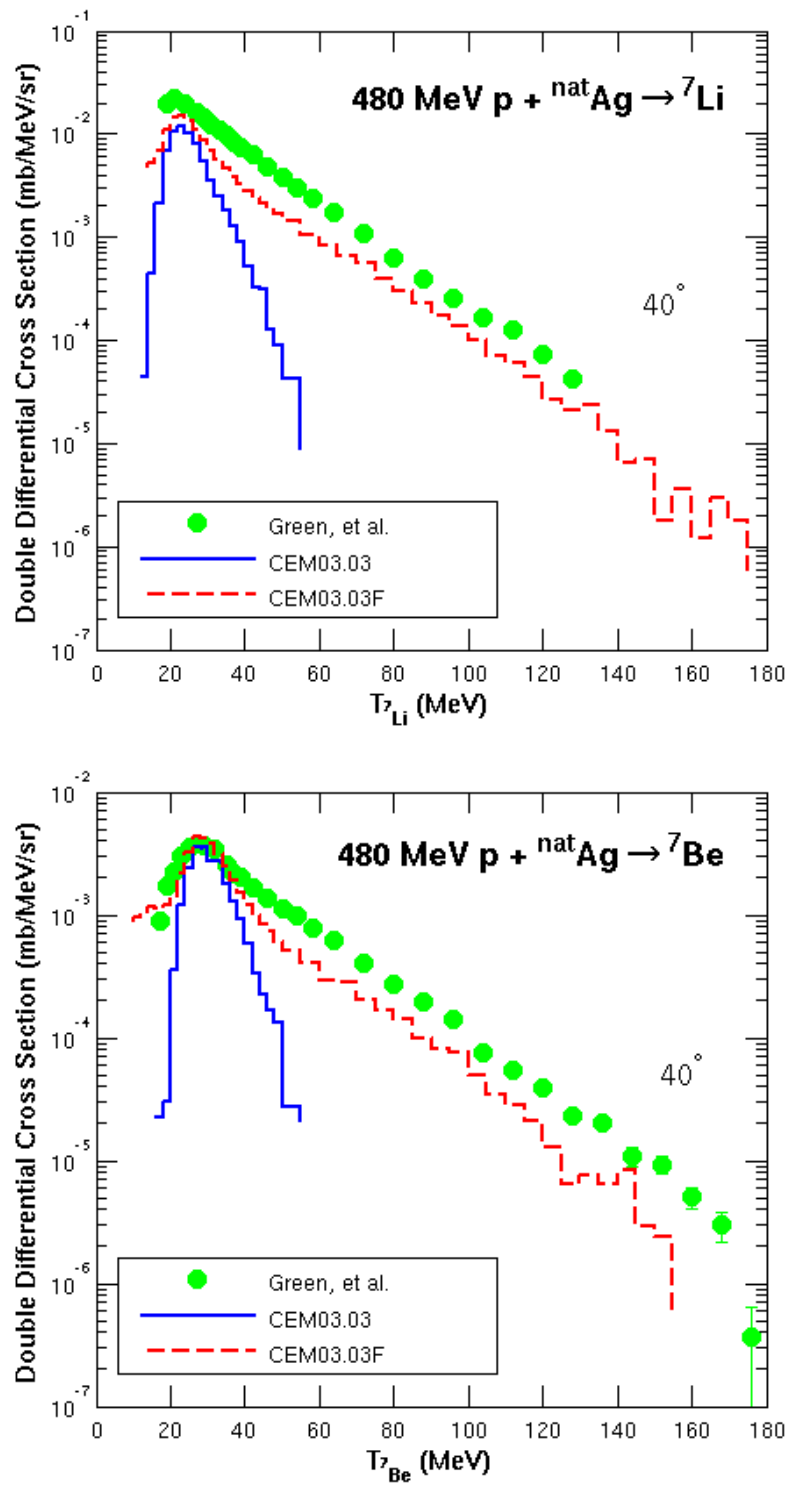 480 MeV p + ⁿᵃᵗAg → ⁷Li
Double Differential Cross Section (mb/MeV/sr)
10⁻¹
10⁻²
10⁻³
10⁻⁴
10⁻⁵
10⁻⁶
10⁻⁷
40°
Green, et al.
CEM03.03
CEM03.03F
0 20 40 60 80 100 120 140 160 180
T⁷Li (MeV)
480 MeV p + ⁿᵃᵗAg → ⁷Be
Double Differential Cross Section (mb/MeV/sr)
10⁻²
10⁻³
10⁻⁴
10⁻⁵
10⁻⁶
10⁻⁷
40°
Green, et al.
CEM03.03
CEM03.03F
0 20 40 60 80 100 120 140 160 180
T⁷Be (MeV)